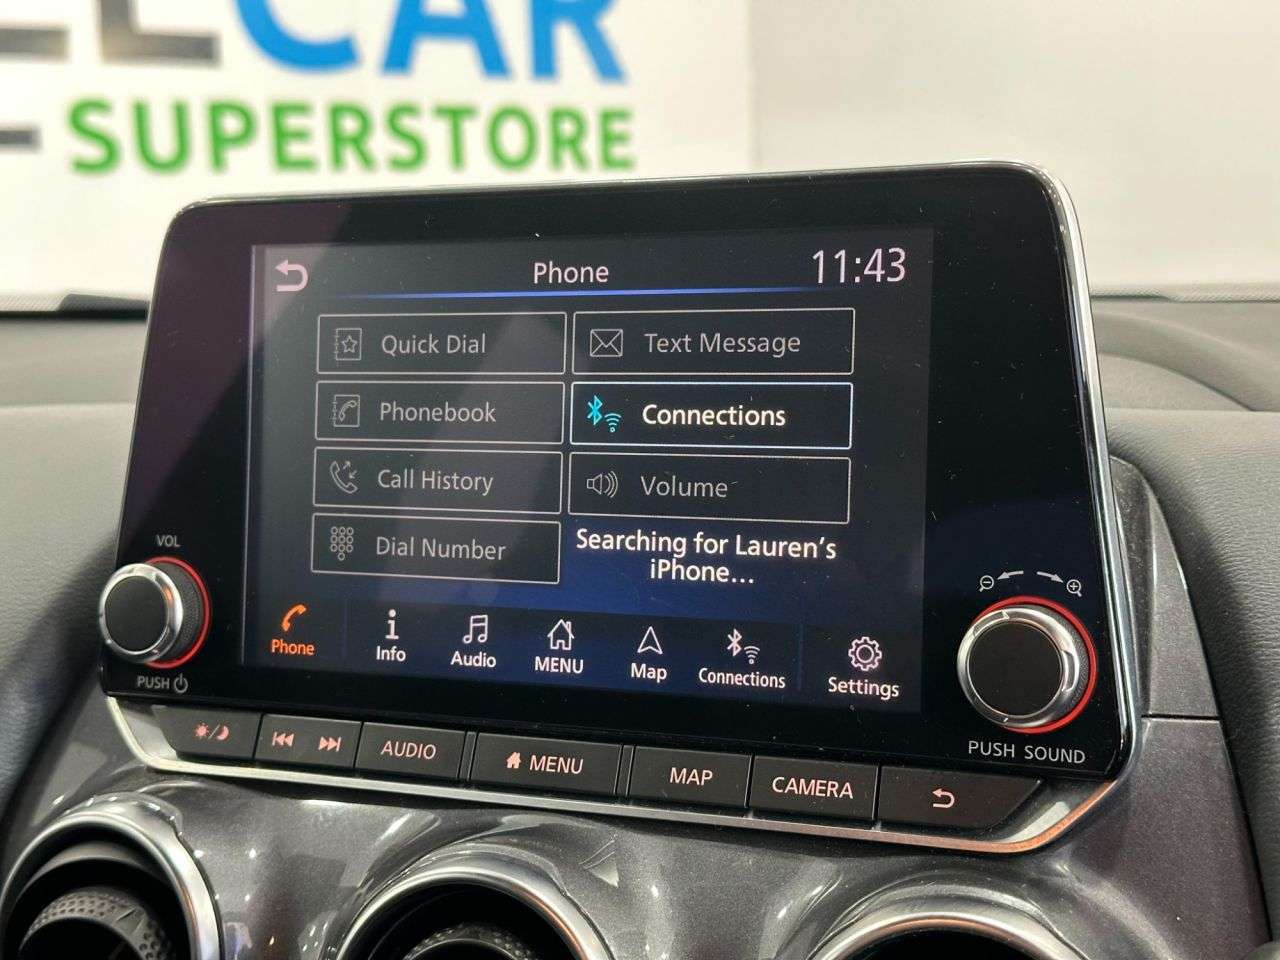 CAR
SUPERSTORE
Phone
11:43
Quick Dial
Text Message
Phonebook
Connections
Call History
Volume
Dial Number
Searching for Lauren's
iPhone...
Phone
Info
Audio
MENU
Map
Connections
Settings
VOL
PUSH
PUSH SOUND
AUDIO
MENU
MAP
CAMERA